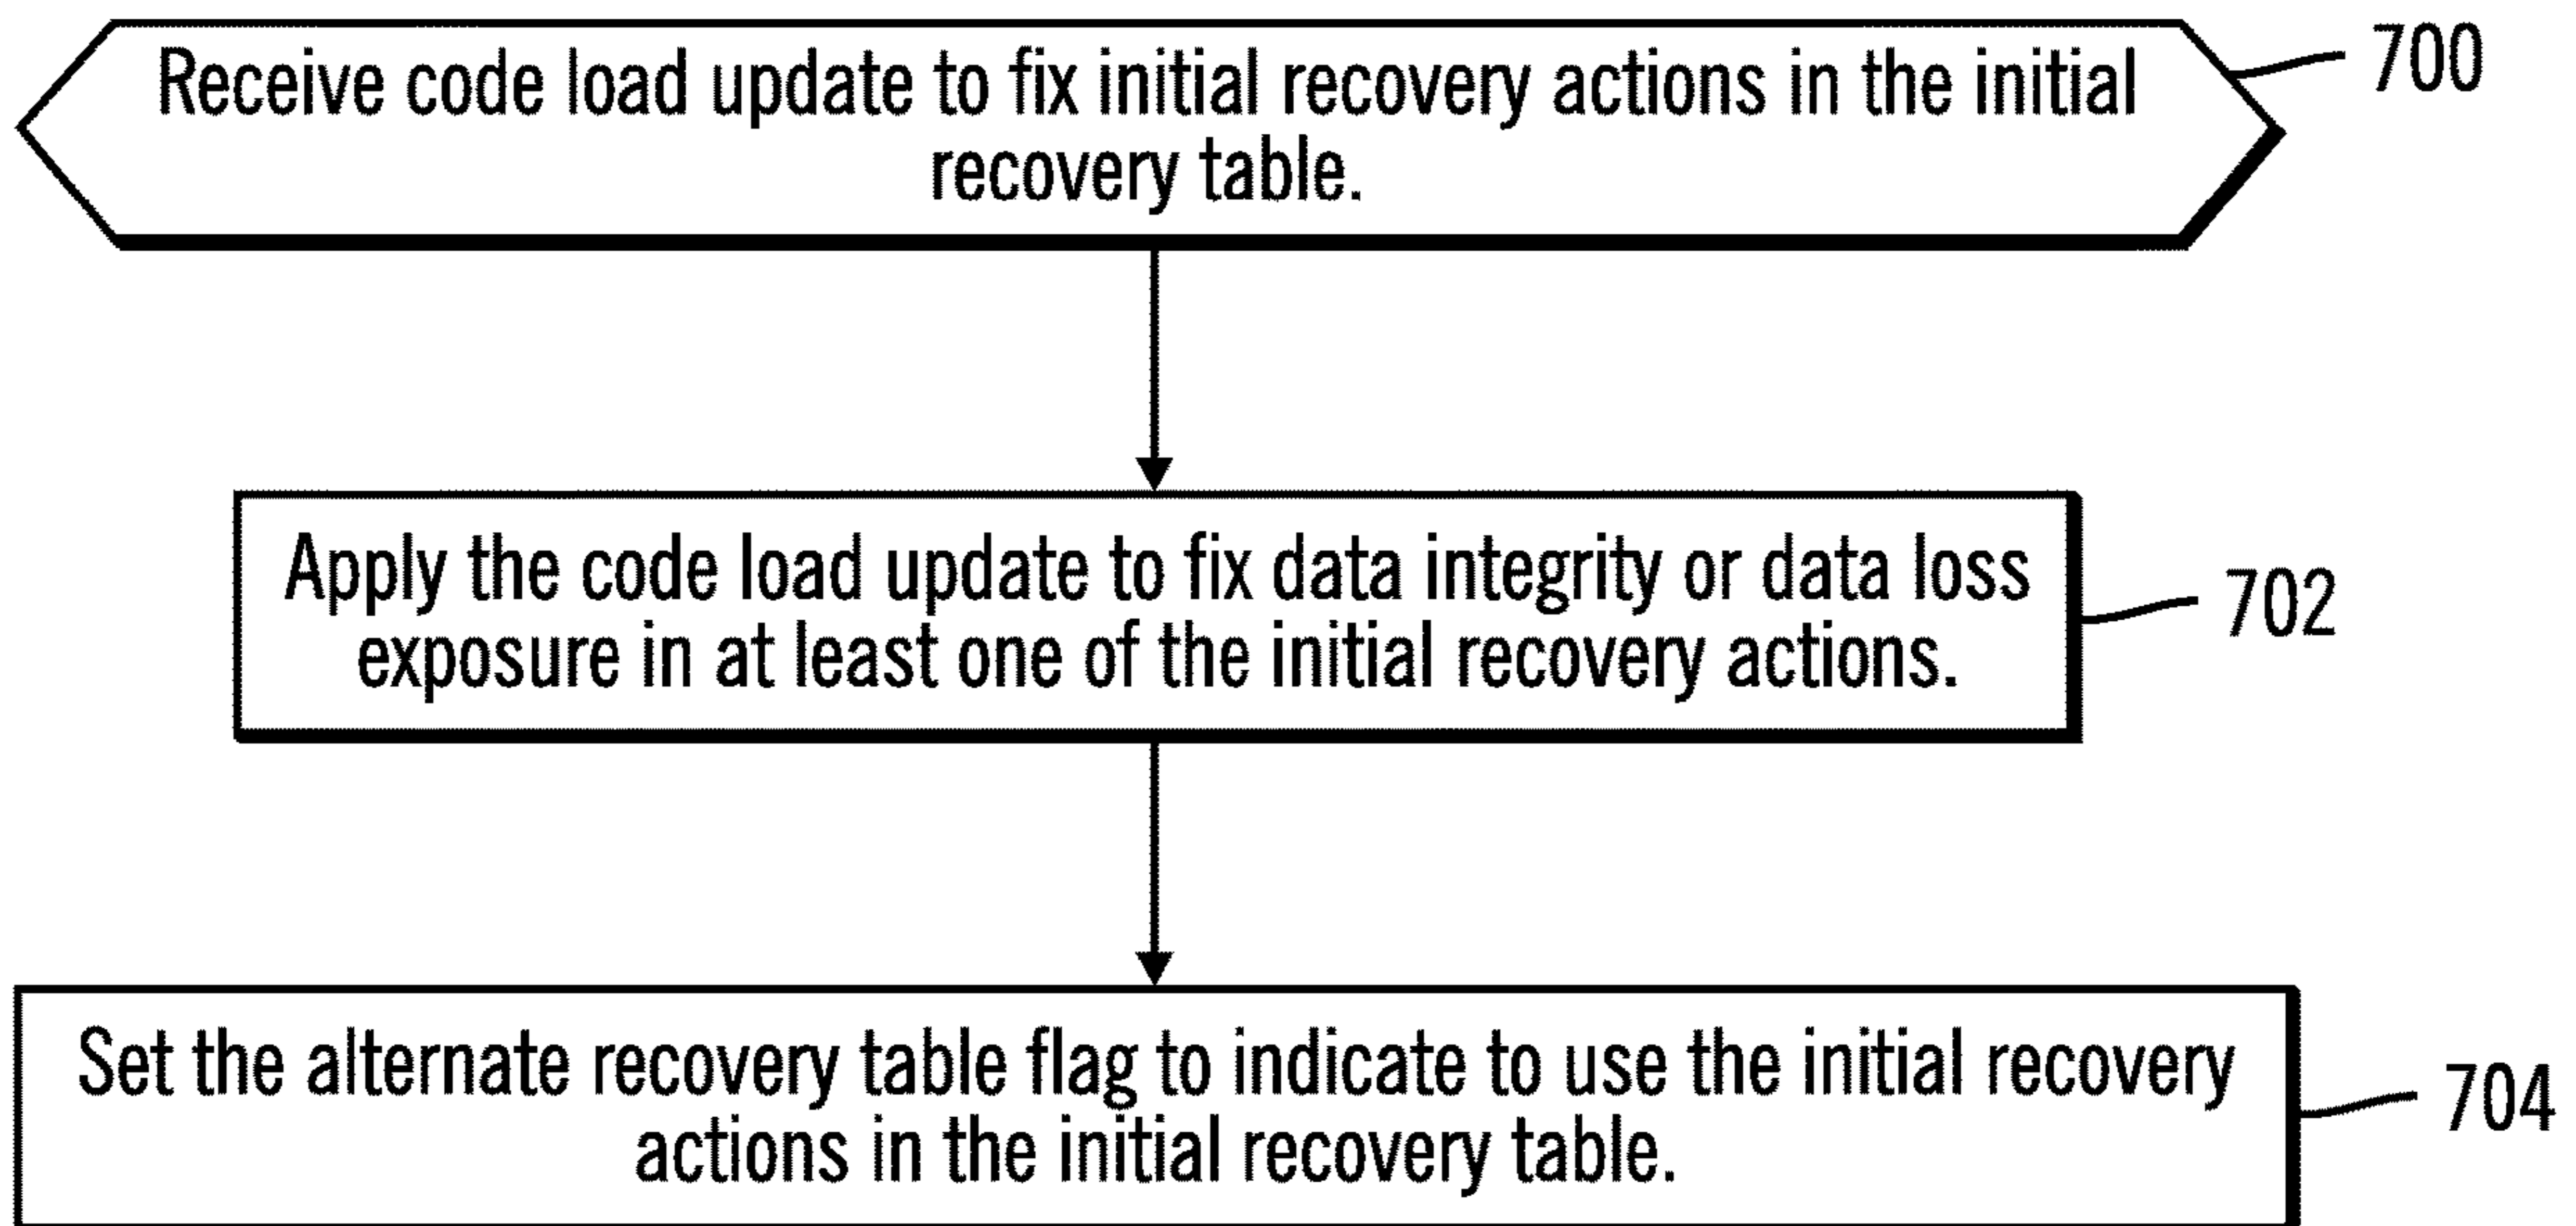 Receive code load update to fix initial recovery actions in the initial
recovery table.
700
Apply the code load update to fix data integrity or data loss
exposure in at least one of the initial recovery actions.
702
Set the alternate recovery table flag to indicate to use the initial recovery
actions in the initial recovery table.
704